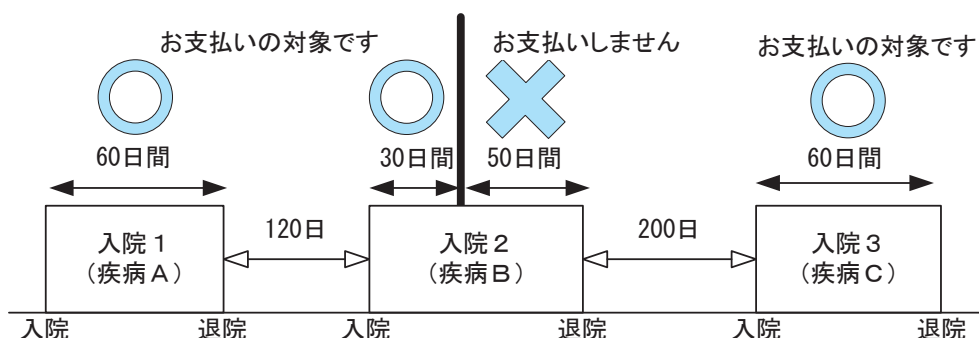 お支払いの対象です
お支払いしません
お支払いの対象です
60日間
30日間
50日間
60日間
入院１
（疾病Ａ）
120日
入院２
（疾病Ｂ）
200日
入院３
（疾病Ｃ）
入院
退院
入院
退院
入院
退院